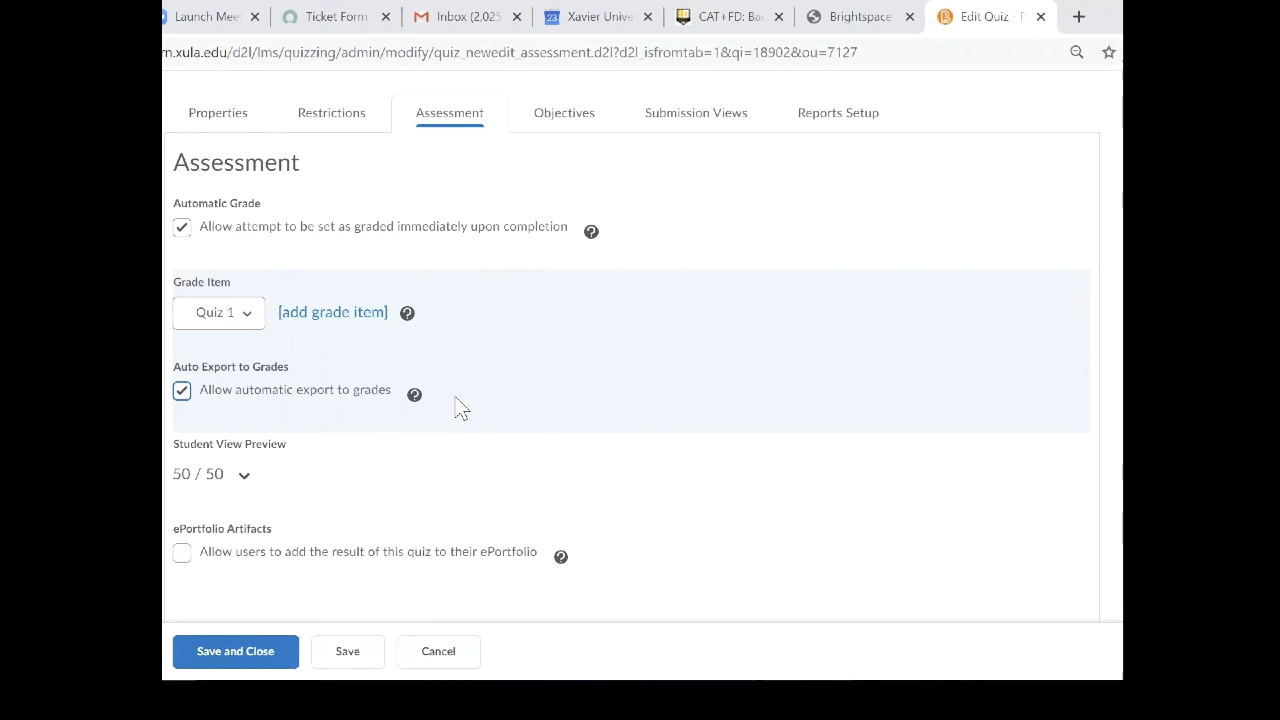 Launch Mee
Ticket Form
Inbox (2,025
23
Xavier Unive
CAT+FD: Ba
Brightspace
Edit Quiz -
rn.xula.edu/d2l/lms/quizzing/admin/modify/quiz_newedit_assessment.d2l?d2l_isfromtab=1&qi=18902&ou=7127
Properties
Restrictions
Assessment
Objectives
Submission Views
Reports Setup
Assessment
Automatic Grade
Allow attempt to be set as graded immediately upon completion
Grade Item
Quiz 1
[add grade item]
Auto Export to Grades
Allow automatic export to grades
Student View Preview
50 / 50
ePortfolio Artifacts
Allow users to add the result of this quiz to their ePortfolio
Save and Close
Save
Cancel